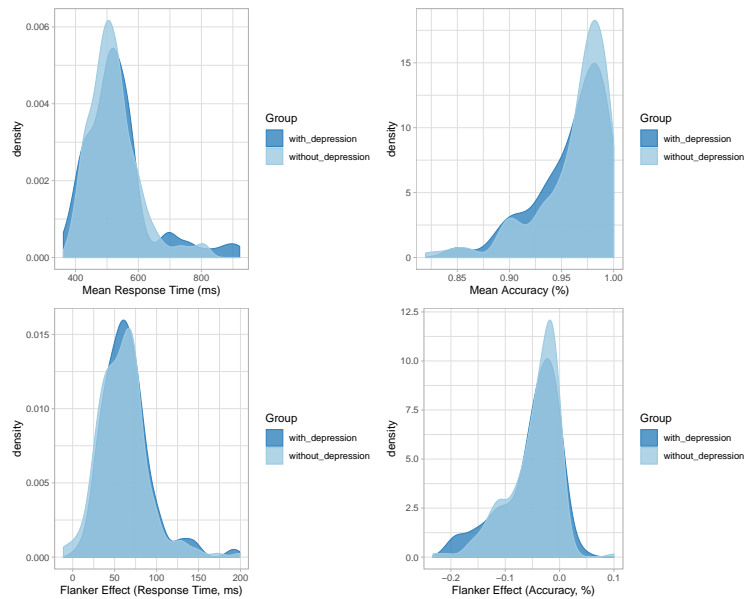 density
0.006
0.004
0.002
0.000
400 600 800
Mean Response Time (ms)
Group
with_depression
without_depression
density
15
10
5
0
0.85 0.90 0.95 1.00
Mean Accuracy (%)
Group
with_depression
without_depression
density
0.015
0.010
0.005
0.000
0 50 100 150 200
Flanker Effect (Response Time, ms)
Group
with_depression
without_depression
density
12.5
10.0
7.5
5.0
2.5
0.0
−0.2 −0.1 0.0 0.1
Flanker Effect (Accuracy, %)
Group
with_depression
without_depression